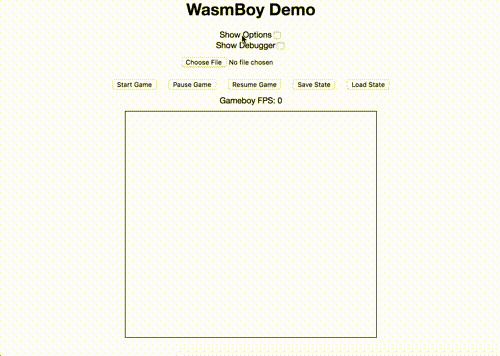 WasmBoy Demo
Show Options
Show Debugger
Choose File No file chosen
Start Game Pause Game Resume Game Save State Load State
Gameboy FPS: 0